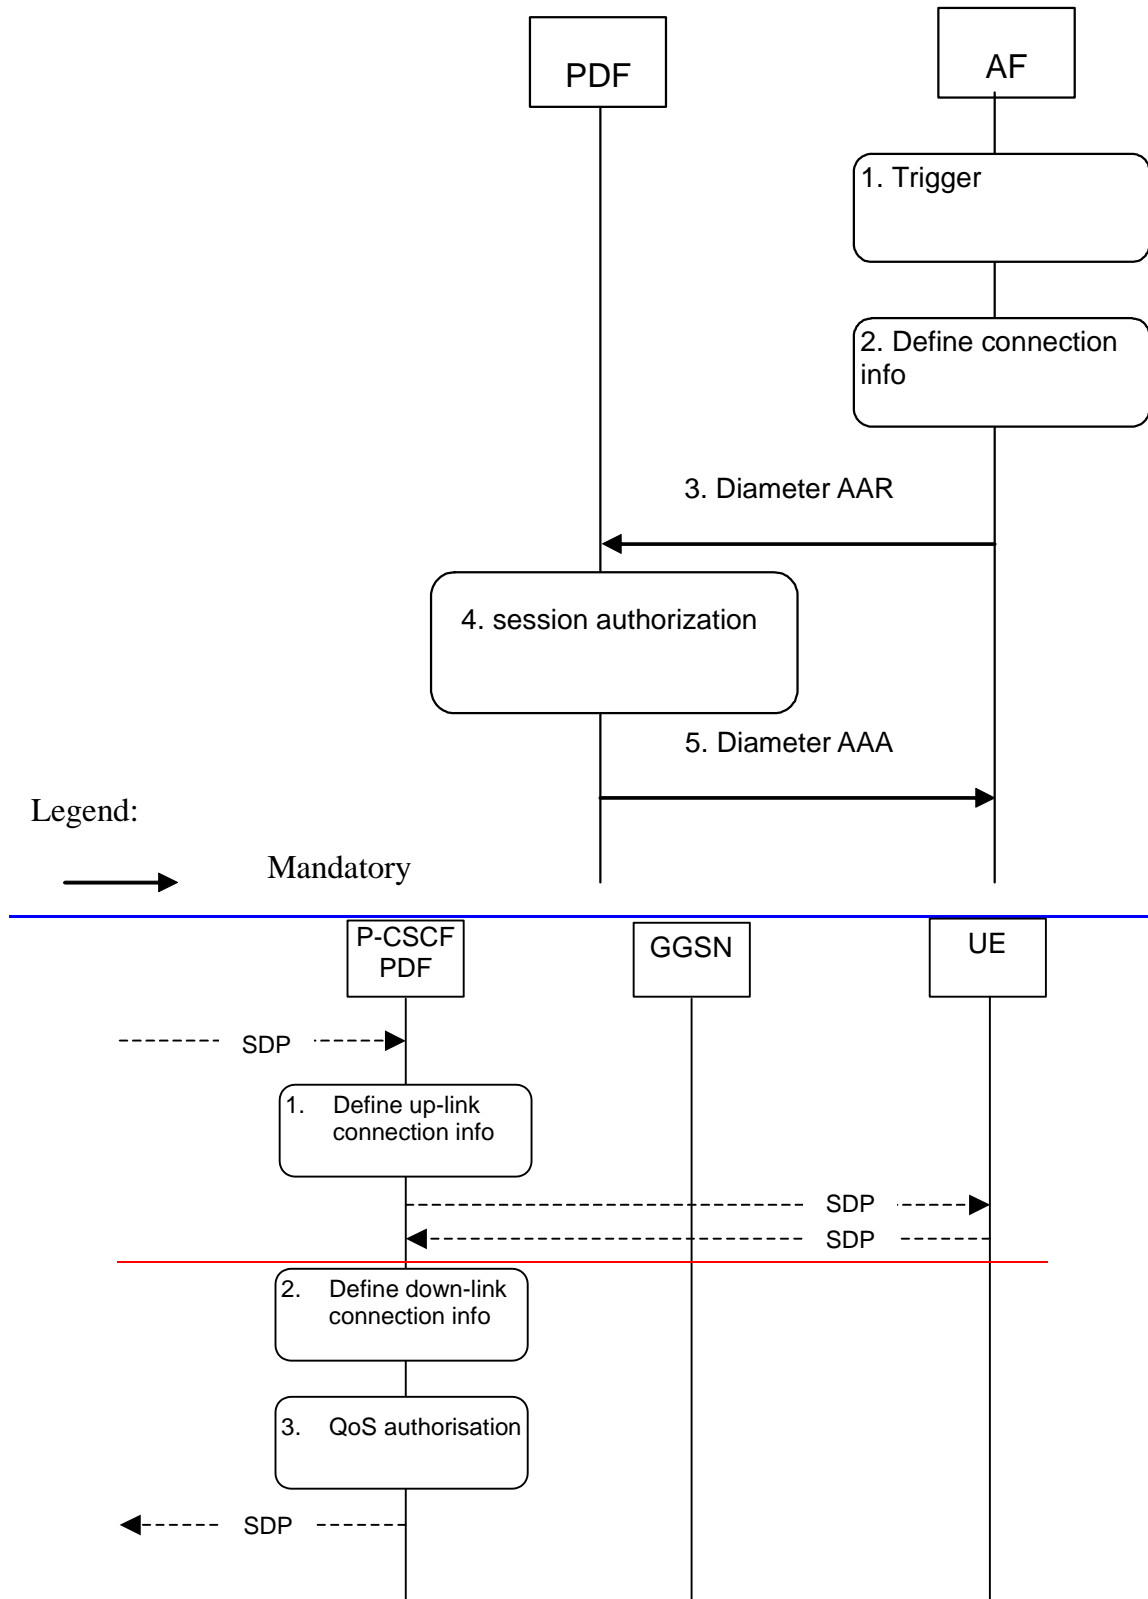 PDF
AF
1. Trigger
2. Define connection
info
3. Diameter AAR
4. session authorization
5. Diameter AAA
Legend:
Mandatory
P-CSCF
PDF
GGSN
UE
SDP
1. Define up-link
connection info
SDP
SDP
2. Define down-link
connection info
3. QoS authorisation
SDP